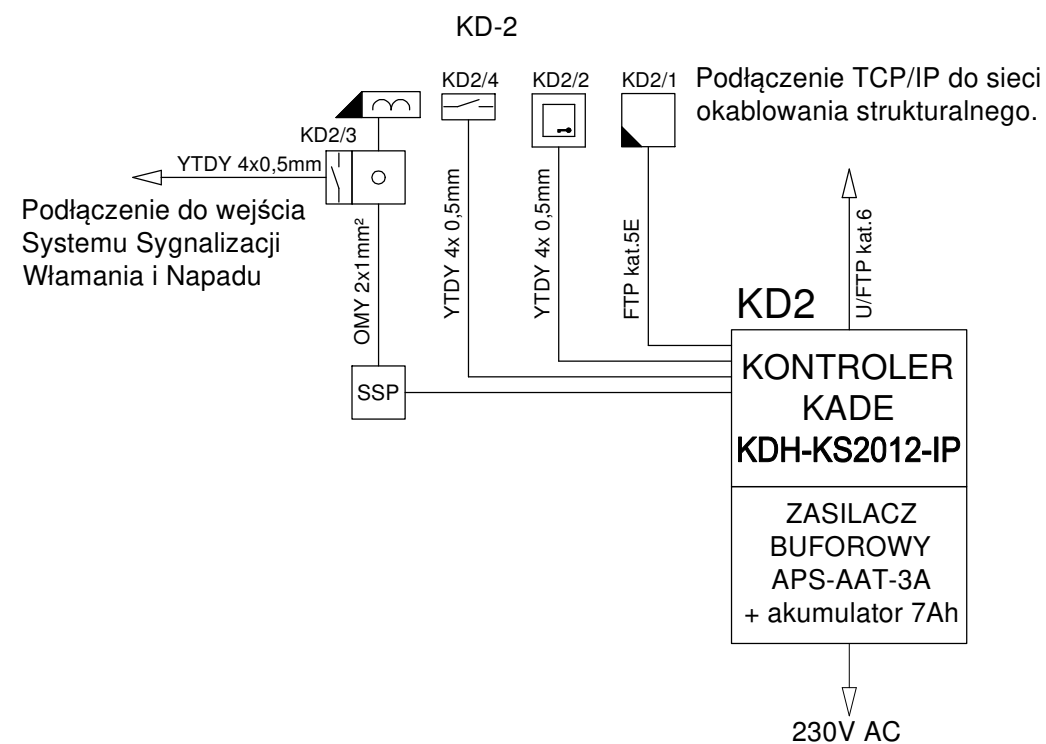 KD-2
KD2/4
KD2/2
KD2/1
Podłączenie TCP/IP do sieci
okablowania strukturalnego.
KD2/3
YTDY 4x0,5mm
Podłączenie do wejścia
Systemu Sygnalizacji
Włamania i Napadu
OMY 2x1mm²
YTDY 4x 0,5mm
YTDY 4x 0,5mm
FTP kat.5E
U/FTP kat.6
SSP
KD2
KONTROLER
KADE
KDH-KS2012-IP
ZASILACZ
BUFOROWY
APS-AAT-3A
+ akumulator 7Ah
230V AC